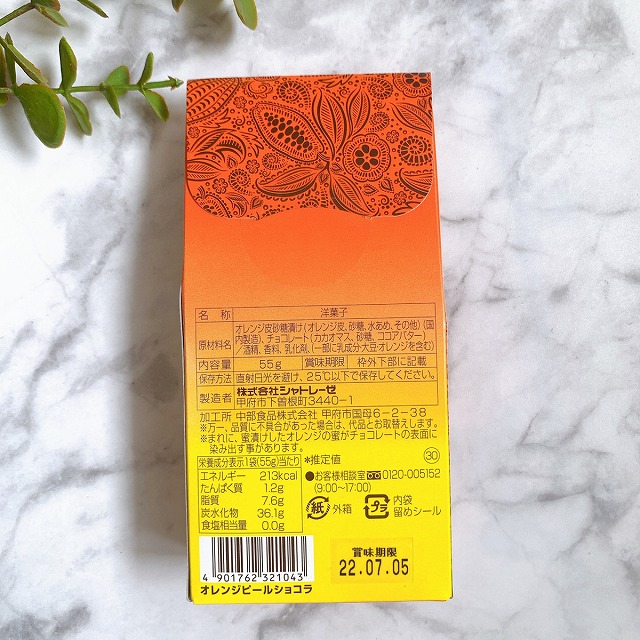 名 称 洋菓子
原材料名 オレンジ皮砂糖漬け(オレンジ皮、砂糖、水あめ、その他)(国
内製造)、チョコレート(カカオマス、砂糖、ココアバター)
/酒精、香料、乳化剤、(一部に乳成分・大豆・オレンジを含む)
内容量 55g 賞味期限 枠外下部に記載
保存方法 直射日光を避け、25℃以下で保存してください。
製造者 株式会社シャトレーゼ
甲府市下曽根町3440-1
加工所 中部食品株式会社 甲府市国母6-2-38
※万一、品質に不具合があった場合は、代品とお取替えします。
※まれに、蜜漬けしたオレンジの蜜がチョコレートの表面に
染み出す事があります。
栄養成分表示1袋(55g)当たり *推定値 30
エネルギー 213kcal
たんぱく質 1.2g
脂質 7.6g
炭水化物 36.1g
食塩相当量 0.0g
●お客様相談室 0120-005152
(9:00~17:00)
紙 外箱 プラ 内袋
留めシール
4 901762 321043
オレンジピールショコラ
賞味期限
22.07.05